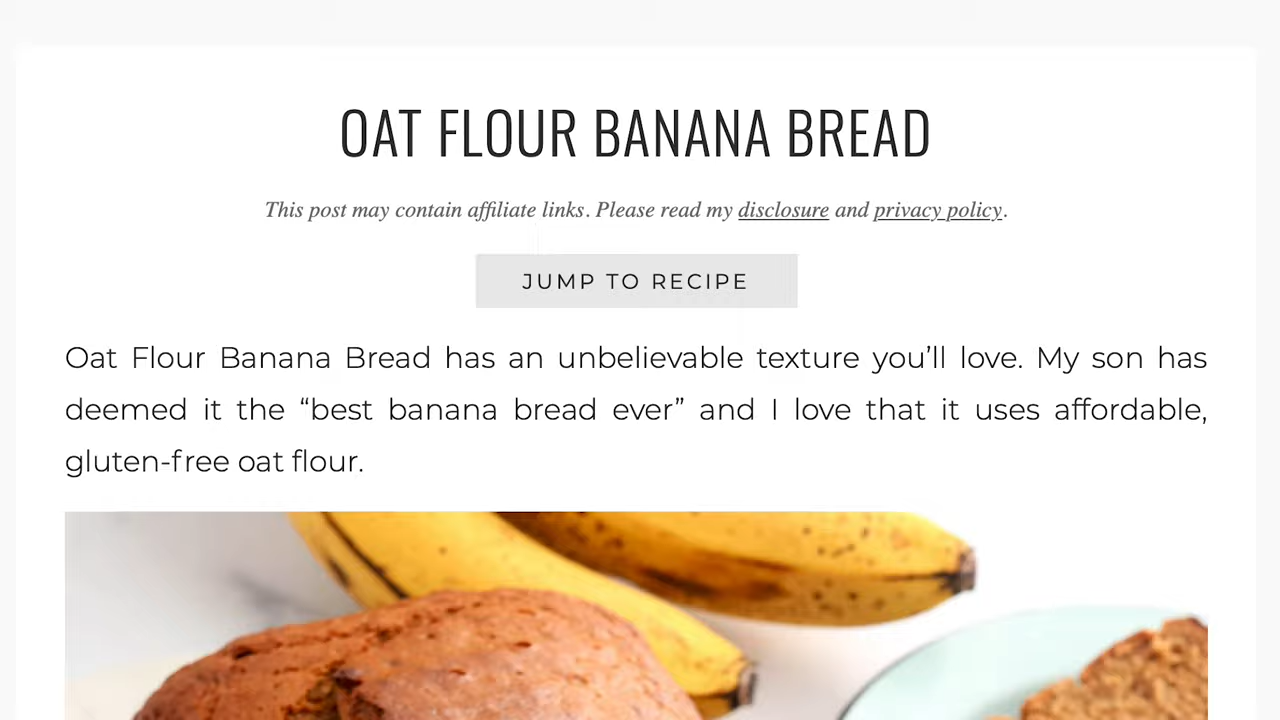 OAT FLOUR BANANA BREAD
This post may contain affiliate links. Please read my disclosure and privacy policy.
JUMP TO RECIPE
Oat Flour Banana Bread has an unbelievable texture you’ll love. My son has
deemed it the “best banana bread ever” and I love that it uses affordable,
gluten-free oat flour.